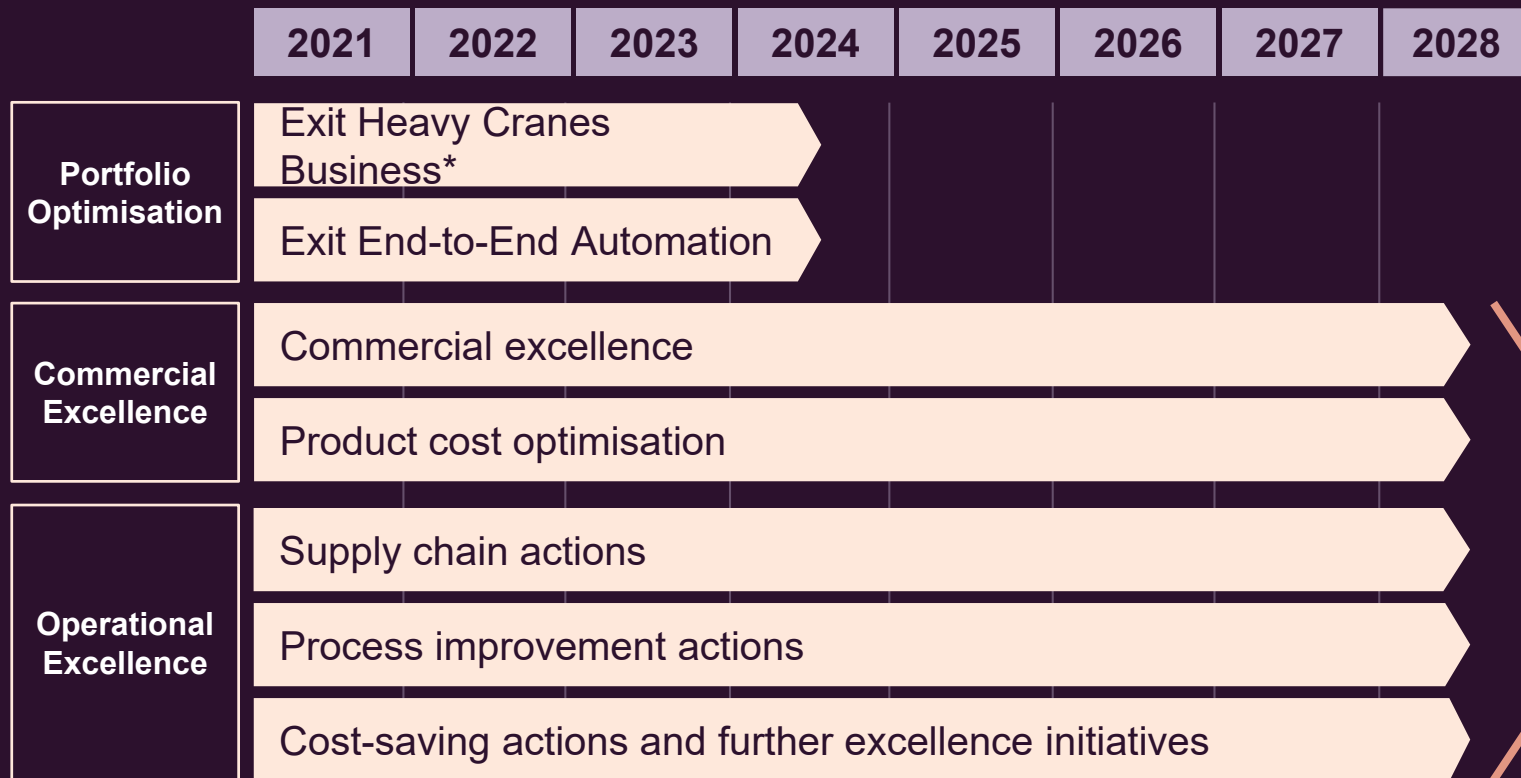 2021 2022 2023 2024 2025 2026 2027 2028
Portfolio
Optimisation
Exit Heavy Cranes
Business*
Exit End-to-End Automation
Commercial
Excellence
Commercial excellence
Product cost optimisation
Operational
Excellence
Supply chain actions
Process improvement actions
Cost-saving actions and further excellence initiatives